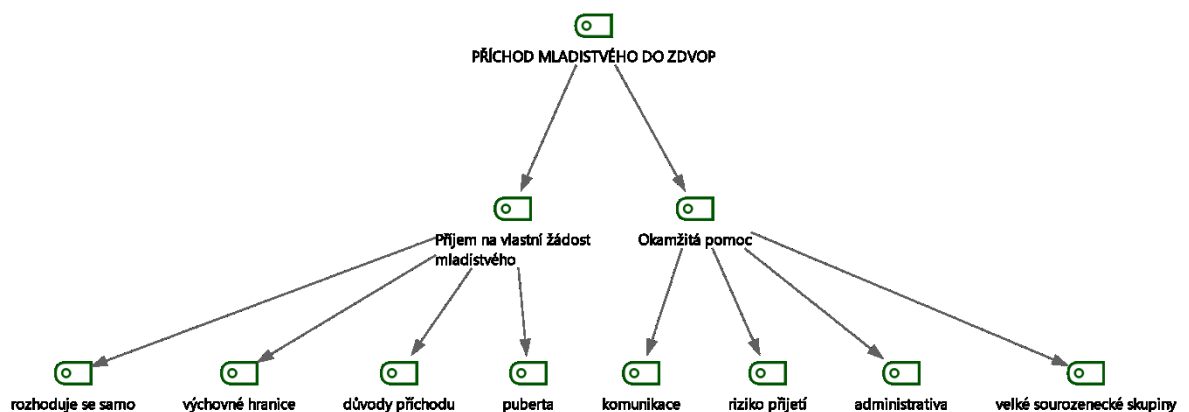 PŘÍCHOD MLADISTVÉHO DO ZDVOP
Příjem na vlastní žádost
mladistvého
Okamžitá pomoc
rozhoduje se samo
výchovné hranice
důvody příchodu
puberta
komunikace
riziko přijetí
administrativa
velké sourozenecké skupiny